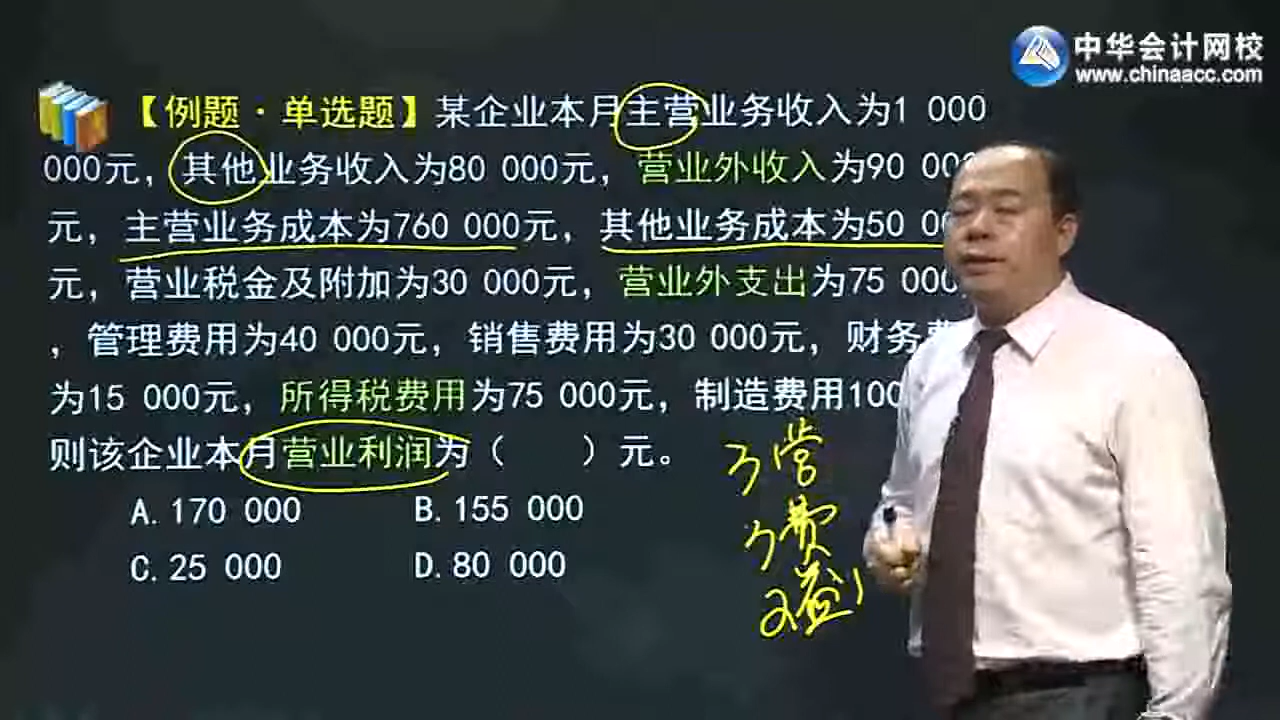 中华会计网校
www.chinaacc.com
【例题·单选题】某企业本月主营业务收入为1 000
000元，其他业务收入为80 000元，营业外收入为90
元，主营业务成本为760 000元，其他业务成本为50
元，营业税金及附加为30 000元，营业外支出为75 000
，管理费用为40 000元，销售费用为30 000元，财务费
为15 000元，所得税费用为75 000元，制造费用100
则该企业本月营业利润为（ ）元。
A.170 000 B.155 000
C.25 000 D.80 000
3营
3费
2益1